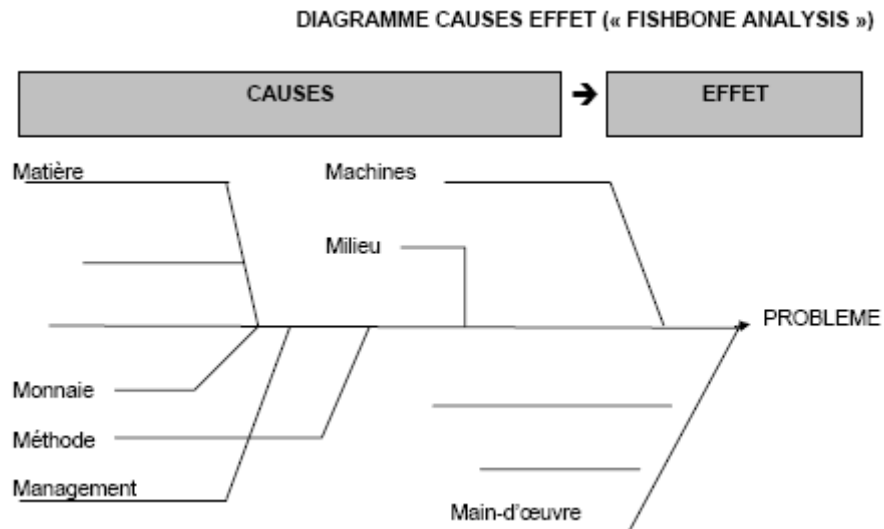 DIAGRAMME CAUSES EFFET (« FISHBONE ANALYSIS »)
CAUSES ➔ EFFET
Matière
Machines
Milieu
PROBLEME
Monnaie
Méthode
Management
Main-d'œuvre